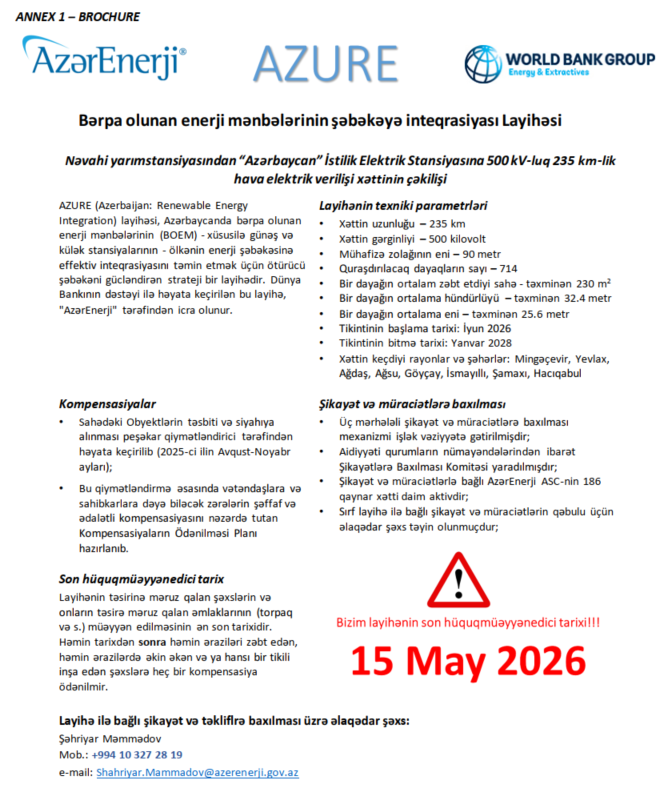 ANNEX 1 – BROCHURE
AzərEnerji®
AZURE
WORLD BANK GROUP
Energy & Extractives
Bərpa olunan enerji mənbələrinin şəbəkəyə inteqrasiyası Layihəsi
Nəvahi yarımstansiyasından “Azərbaycan” İstilik Elektrik Stansiyasına 500 kV-luq 235 km-lik
hava elektrik verilişi xəttinin çəkilişi
AZURE (Azerbaijan: Renewable Energy
Integration) layihəsi, Azərbaycanda bərpa olunan
enerji mənbələrinin (BOEM) - xüsusilə günəş və
külək stansiyalarının - ölkənin enerji şəbəkəsinə
effektiv inteqrasiyasını təmin etmək üçün ötürücü
şəbəkəni gücləndirən strateji bir layihədir. Dünya
Bankının dəstəyi ilə həyata keçirilən bu layihə,
"AzərEnerji" tərəfindən icra olunur.
Layihənin texniki parametrləri
• Xəttin uzunluğu – 235 km
• Xəttin gərginliyi – 500 kilovolt
• Mühafizə zolağının eni – 90 metr
• Quraşdırılacaq dayaqların sayı – 714
• Bir dayağın ortalam zəbt etdiyi sahə - təxminən 230 m²
• Bir dayağın ortalama hündürlüyü – təxminən 32.4 metr
• Bir dayağın ortalama eni – təxminən 25.6 metr
• Tikintinin başlama tarixi: İyun 2026
• Tikintinin bitmə tarixi: Yanvar 2028
• Xəttin keçdiyi rayonlar və şəhərlər: Mingəçevir, Yevlax,
Ağdaş, Ağsu, Göyçay, İsmayıllı, Şamaxı, Hacıqabul
Kompensasiyalar
• Sahədəki Obyektlərin təsbiti və siyahıya
alınması peşəkar qiymətləndirici tərəfindən
həyata keçirilib (2025-ci ilin Avqust-Noyabr
ayları);
• Bu qiymətləndirmə əsasında vətəndaşlara və
sahibkarlara dəyə biləcək zərələrin şəffaf və
ədalətli kompensasiyasını nəzərdə tutan
Kompensasiyaların Ödənilməsi Planı
hazırlanıb.
Şikayət və müraciətlərə baxılması
• Üç mərhələli şikayət və müraciətlərə baxılması
mexanizmi işlək vəziyyətə gətirilmişdir;
• Aidiyyəti qurumların nümayəndələrindən ibarət
Şikayətlərə Baxılması Komitəsi yaradılmışdır;
• Şikayət və müraciətlərlə bağlı AzərEnerji ASC-nin 186
qaynar xətti daim aktivdir;
• Sırf layihə ilə bağlı şikayət və müraciətlərin qəbulu üçün
əlaqədar şəxs təyin olunmuçdur;
Son hüquqmüəyyənedici tarix
Layihənin təsirinə məruz qalan şəxslərin və
onların təsirə məruz qalan əmlaklarının (torpaq
və s.) müəyyən edilməsinin ən son tarixidir.
Həmin tarixdən sonra həmin əraziləri zəbt edən,
həmin ərazilərdə əkin əkən və ya hansı bir tikili
inşa edən şəxslərə heç bir kompensasiya
ödənilmir.
!
Bizim layihənin son hüquqmüəyyənedici tarixi!!!
15 May 2026
Layihə ilə bağlı şikayət və təkliflrə baxılması üzrə əlaqədar şəxs:
Şəhriyar Məmmədov
Mob.: +994 10 327 28 19
e-mail: Shahriyar.Mammadov@azerenerji.gov.az